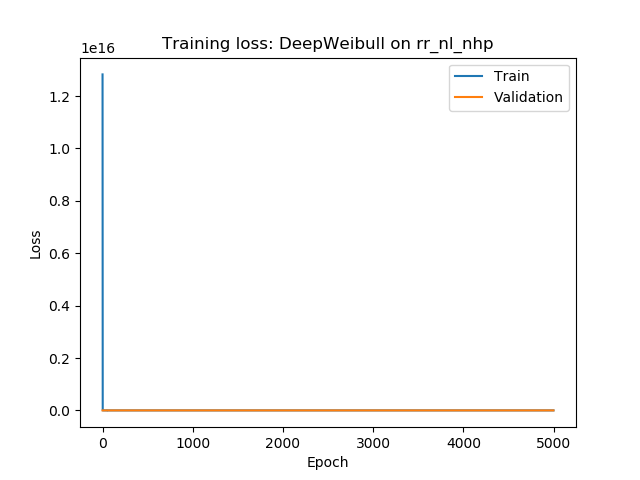 Training loss: DeepWeibull on rr_nl_nhp
1e16
Train
Validation
1.2
1.0
0.8
0.6
0.4
0.2
0.0
Loss
0 1000 2000 3000 4000 5000
Epoch